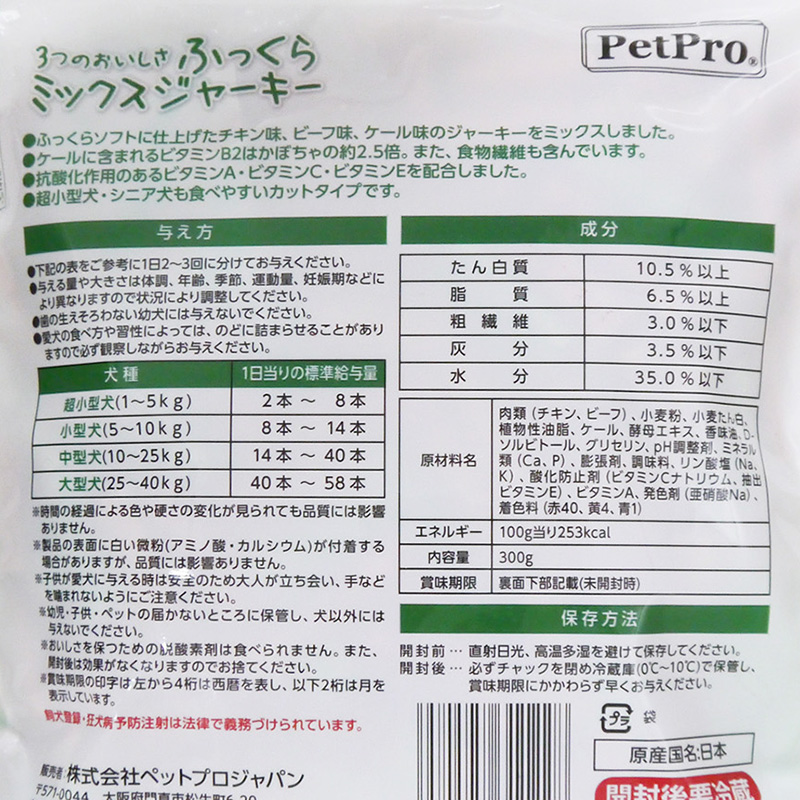 3つのおいしさ ふっくら
ミックスジャーキー
PetPro®
●ふっくらソフトに仕上げたチキン味、ビーフ味、ケール味のジャーキーをミックスしました。
●ケールに含まれるビタミンB2はかぼちゃの約2.5倍。また、食物繊維も含んでいます。
●抗酸化作用のあるビタミンA・ビタミンC・ビタミンEを配合しました。
●超小型犬・シニア犬も食べやすいカットタイプです。
与え方
●下記の表をご参考に1日2〜3回に分けてお与えください。
●与える量や大きさは体調、年齢、季節、運動量、妊娠期などに
より異なりますので状況により調整してください。
●歯の生えそろわない幼犬には与えないでください。
●愛犬の食べ方や習性によっては、のどに詰まらせることがあり
ますので必ず観察しながらお与えください。
犬種 1日当りの標準給与量
超小型犬(1〜5kg) 2本 〜 8本
小型犬(5〜10kg) 8本 〜 14本
中型犬(10〜25kg) 14本 〜 40本
大型犬(25〜40kg) 40本 〜 58本
※時間の経過による色や硬さの変化が見られても品質には影響
ありません。
※製品の表面に白い微粉(アミノ酸・カルシウム)が付着する
場合がありますが、品質には影響ありません。
※子供が愛犬に与える時は安全のため大人が立ち会い、手など
を噛まれないようにご注意ください。
※幼児・子供・ペットの届かないところに保管し、犬以外には
与えないでください。
※おいしさを保つための脱酸素剤は食べられません。また、
開封後は効果がなくなりますのでお捨てください。
※賞味期限の印字は左から4桁は西暦を表し、以下2桁は月を
表示しています。
飼犬登録・狂犬病予防注射は法律で義務づけられています。
販売者:株式会社ペットプロジャパン
〒571-0044 大阪府門真市松生町6-20
成分
たん白質 10.5%以上
脂質 6.5%以上
粗繊維 3.0%以下
灰分 3.5%以下
水分 35.0%以下
原材料名 肉類(チキン、ビーフ)、小麦粉、小麦たん白、
植物性油脂、ケール、酵母エキス、香味油、D-
ソルビトール、グリセリン、pH調整剤、ミネラル
類(Ca、P)、膨張剤、調味料、リン酸塩(Na、
K)、酸化防止剤(ビタミンCナトリウム、抽出
ビタミンE)、ビタミンA、発色剤(亜硝酸Na)、
着色料(赤40、黄4、青1)
エネルギー 100g当り253kcal
内容量 300g
賞味期限 裏面下部記載(未開封時)
保存方法
開封前… 直射日光、高温多湿を避けて保存してください。
開封後… 必ずチャックを閉め冷蔵庫(0℃〜10℃)で保管し、
賞味期限にかかわらず早くお与えください。
プラ 袋
原産国名:日本
開封後要冷蔵